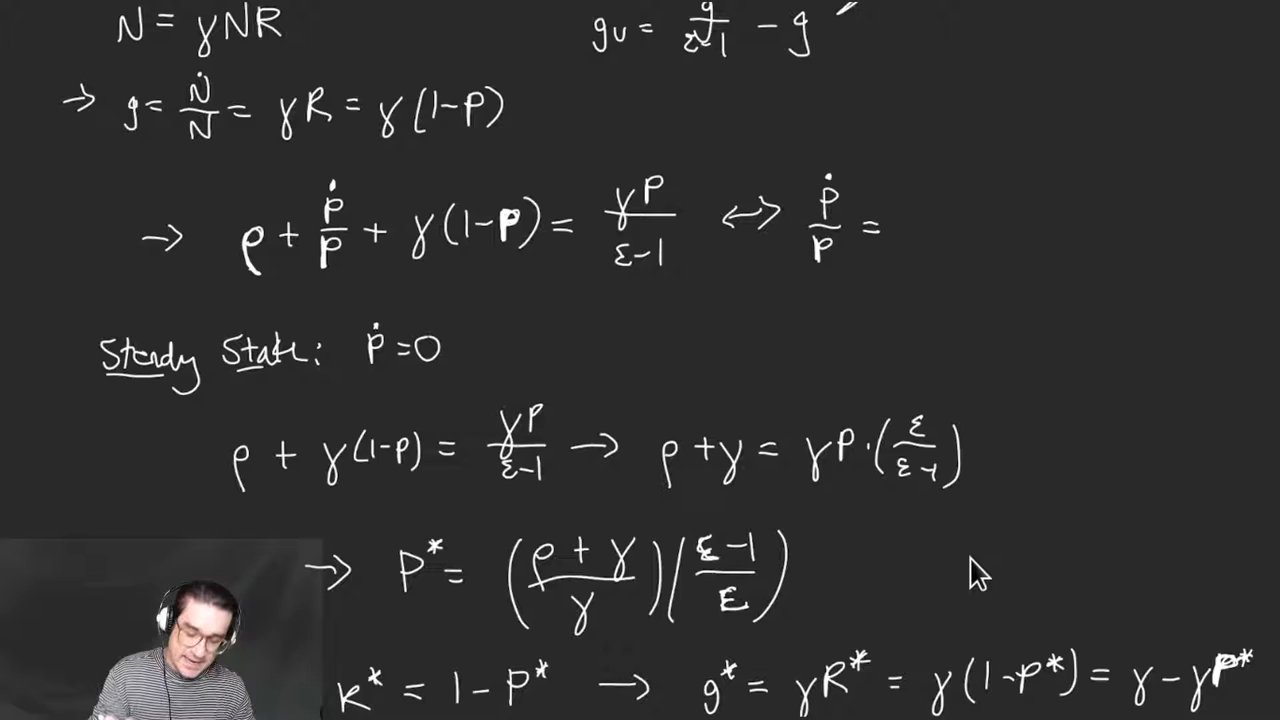 Ṅ = γNR
gᵥ = g/(ε-1) - g
→ g = Ṅ/N = γR = γ(1-P)
→ ρ + Ṗ/P + γ(1-P) = γP/(ε-1) ↔ Ṗ/P =
Steady State: Ṗ = 0
ρ + γ(1-P) = γP/(ε-1) → ρ + γ = γP·(ε/(ε-1))
→ P* = ((ρ + γ)/γ)((ε-1)/ε)
R* = 1 - P* → g* = γR* = γ(1-P*) = γ - γP*